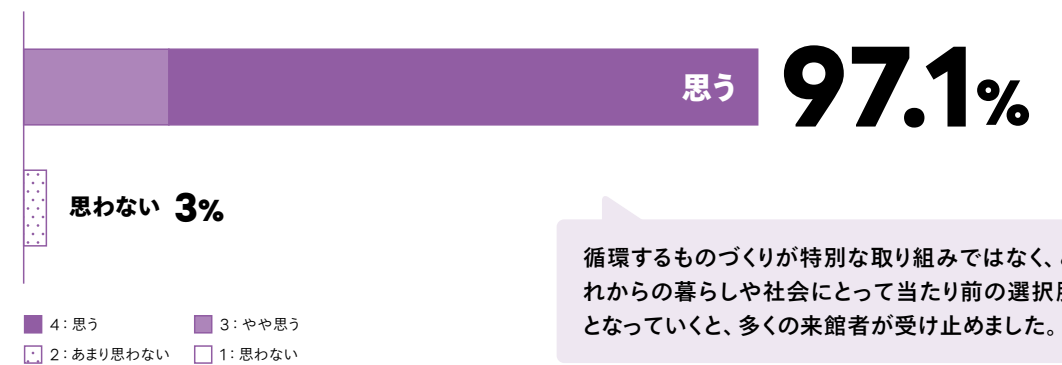 思う 97.1%
思わない 3%
循環するものづくりが特別な取り組みではなく、
れからの暮らしや社会にとって当たり前の選択
となっていくと、多くの来館者が受け止めました。
4：思う 3：やや思う
2：あまり思わない 1：思わない